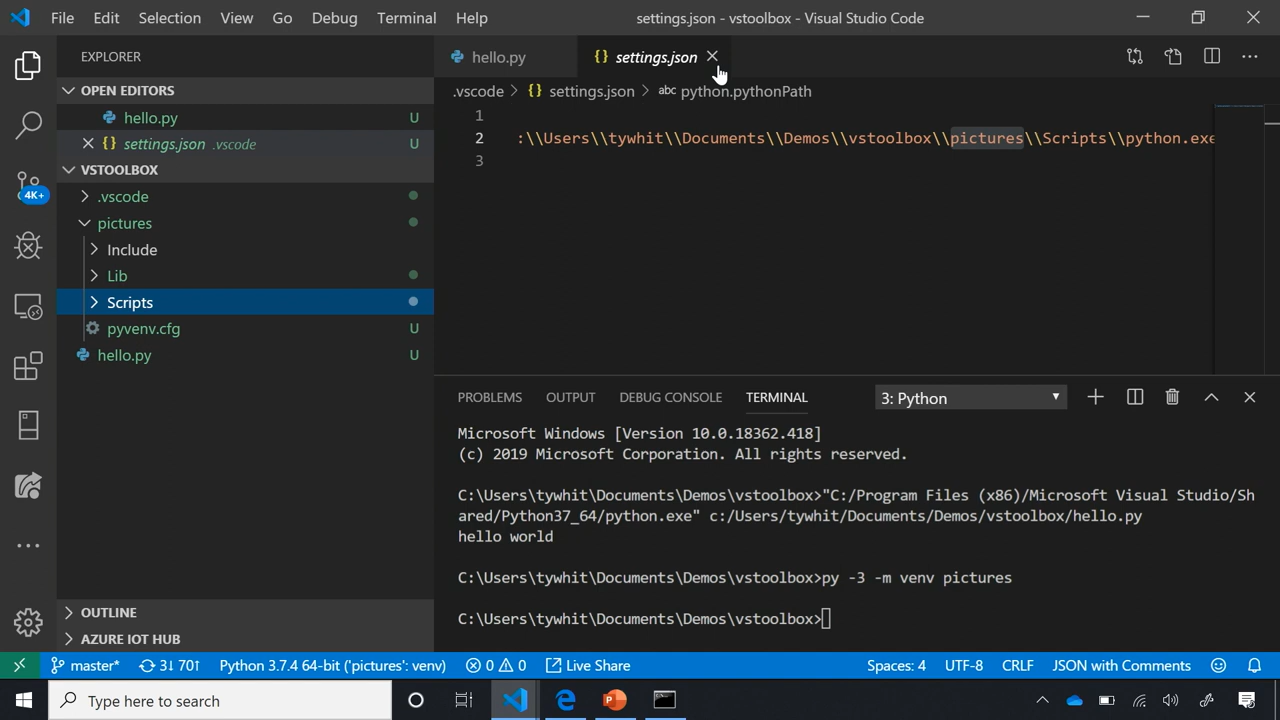 File Edit Selection View Go Debug Terminal Help settings.json - vstoolbox - Visual Studio Code
EXPLORER
OPEN EDITORS
hello.py U
{} settings.json .vscode U
VSTOOLBOX
.vscode
pictures
Include
Lib
Scripts
pyvenv.cfg U
hello.py U
OUTLINE
AZURE IOT HUB
4K+
hello.py {} settings.json
.vscode > {} settings.json > abc python.pythonPath
1
2 :\\Users\\tywhit\\Documents\\Demos\\vstoolbox\\pictures\\Scripts\\python.exe
3
PROBLEMS OUTPUT DEBUG CONSOLE TERMINAL 3: Python
Microsoft Windows [Version 10.0.18362.418]
(c) 2019 Microsoft Corporation. All rights reserved.
C:\Users\tywhit\Documents\Demos\vstoolbox>"C:/Program Files (x86)/Microsoft Visual Studio/Sh
ared/Python37_64/python.exe" c:/Users/tywhit/Documents/Demos/vstoolbox/hello.py
hello world
C:\Users\tywhit\Documents\Demos\vstoolbox>py -3 -m venv pictures
C:\Users\tywhit\Documents\Demos\vstoolbox>
master* 3↓ 70↑ Python 3.7.4 64-bit ('pictures': venv) 0 0 Live Share Spaces: 4 UTF-8 CRLF JSON with Comments
Type here to search